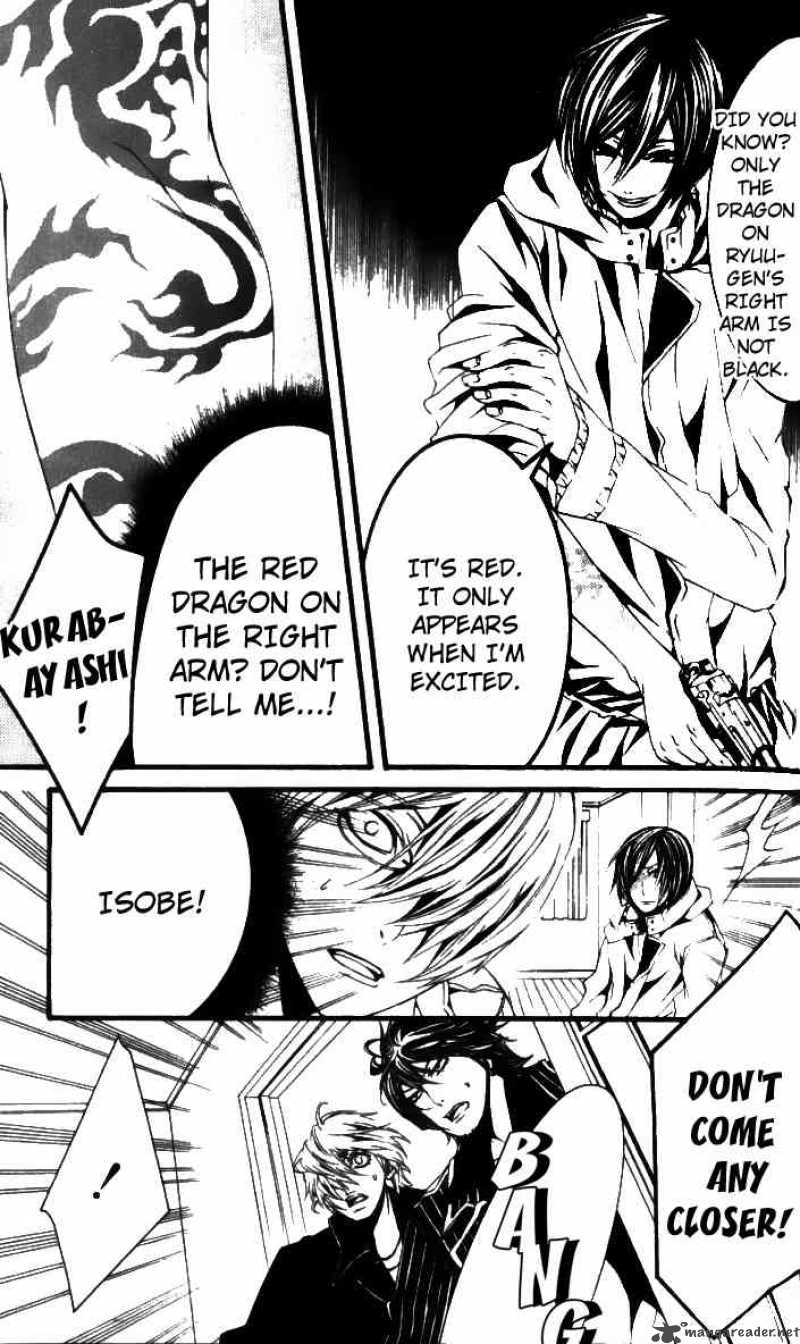 DID YOU
KNOW?
ONLY
THE
DRAGON
ON
RYUU-
GEN'S
RIGHT
ARM IS
NOT
BLACK.
IT'S RED.
IT ONLY
APPEARS
WHEN I'M
EXCITED.
THE RED
DRAGON ON
THE RIGHT
ARM? DON'T
TELL ME...!
KURAB-
AYASHI
!
ISOBE!
DON'T
COME
ANY
CLOSER!
BANG
!
mangareader.net